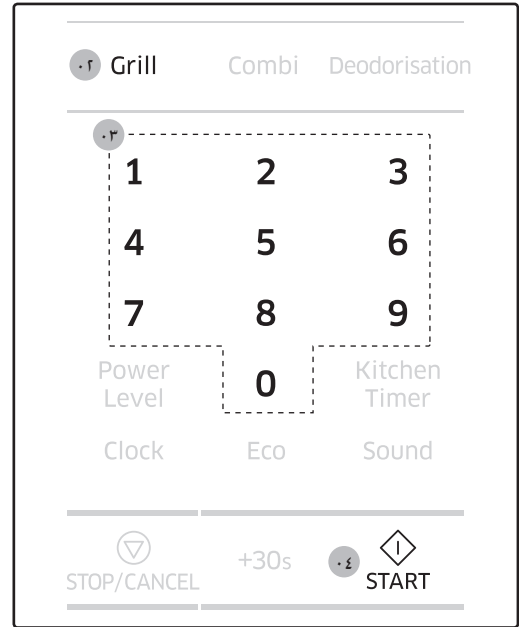 ٠٢ Grill Combi Deodorisation
٠٣
1 2 3
4 5 6
7 8 9
Power Level 0 Kitchen Timer
Clock Eco Sound
STOP/CANCEL +30s ٠٤ START